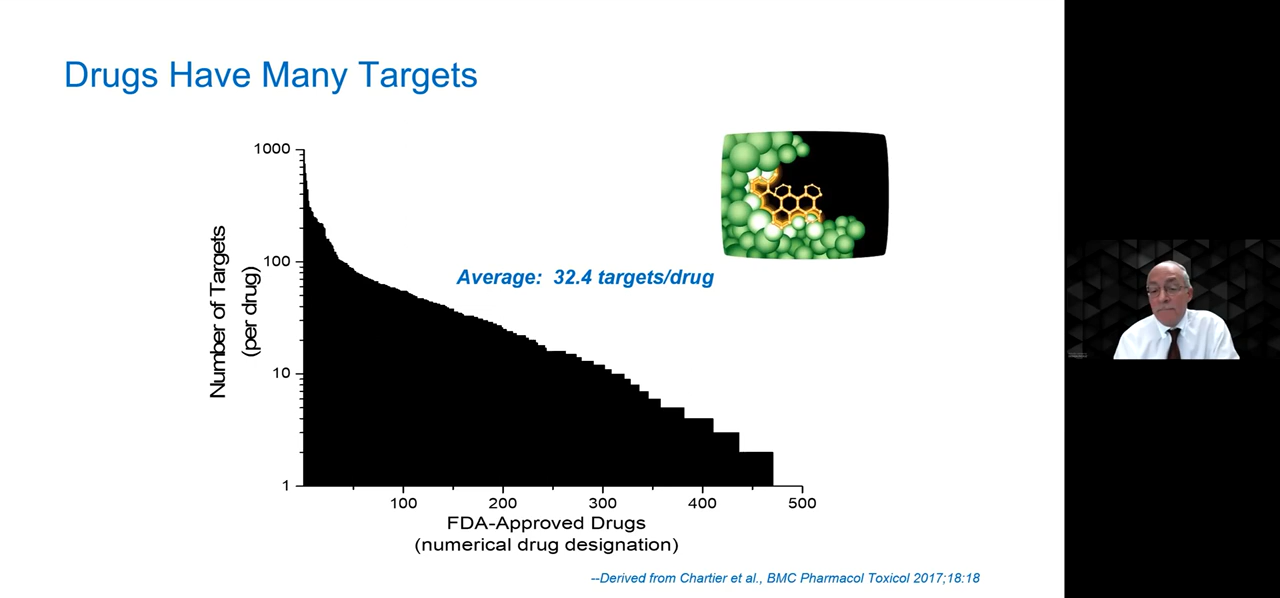 Drugs Have Many Targets
1000
100
10
1
Number of Targets
(per drug)
Average:  32.4 targets/drug
100
200
300
400
500
FDA-Approved Drugs
(numerical drug designation)
--Derived from Chartier et al., BMC Pharmacol Toxicol 2017;18:18